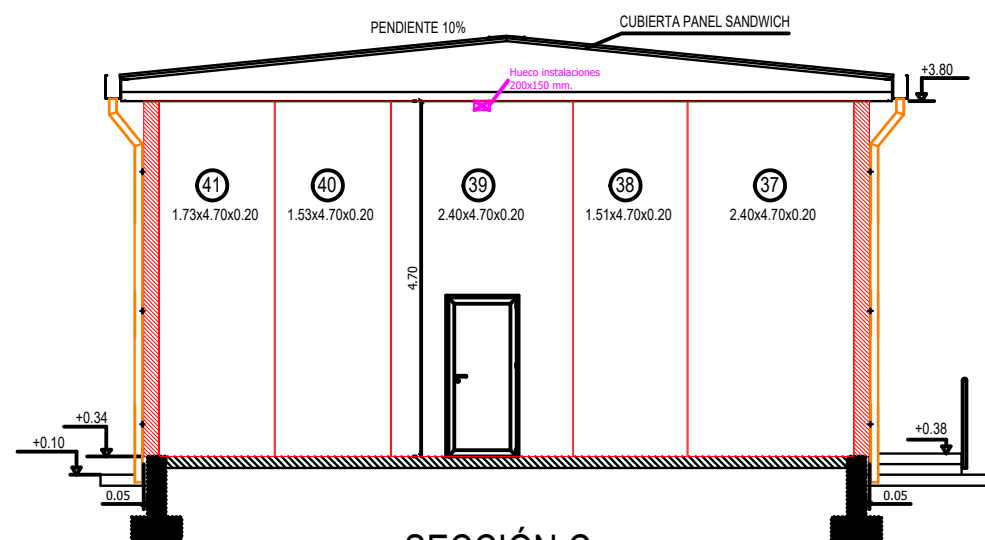 PENDIENTE 10%
CUBIERTA PANEL SANDWICH
Hueco instalaciones
200x150 mm.
+3.80
41
40
39
38
37
1.73x4.70x0.20
1.53x4.70x0.20
2.40x4.70x0.20
1.51x4.70x0.20
2.40x4.70x0.20
4.70
+0.34
+0.10
+0.38
0.05
0.05
SECCIÓN C